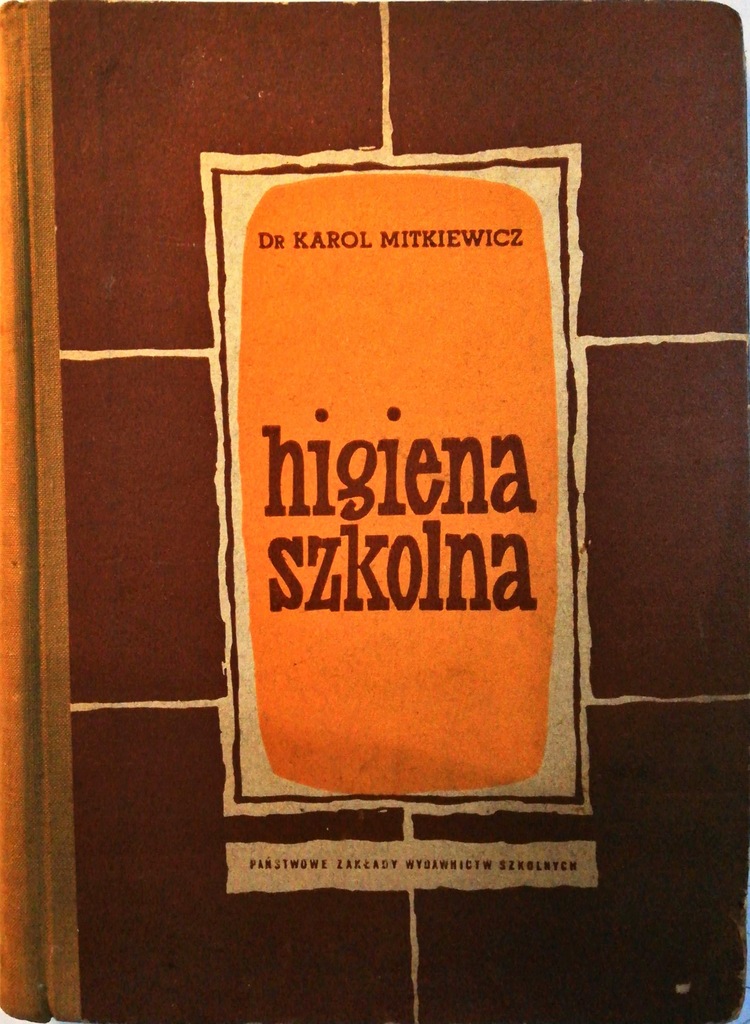 Dr KAROL MITKIEWICZ
higiena
szkolna
PAŃSTWOWE ZAKŁADY WYDAWNICTW SZKOLNYCH